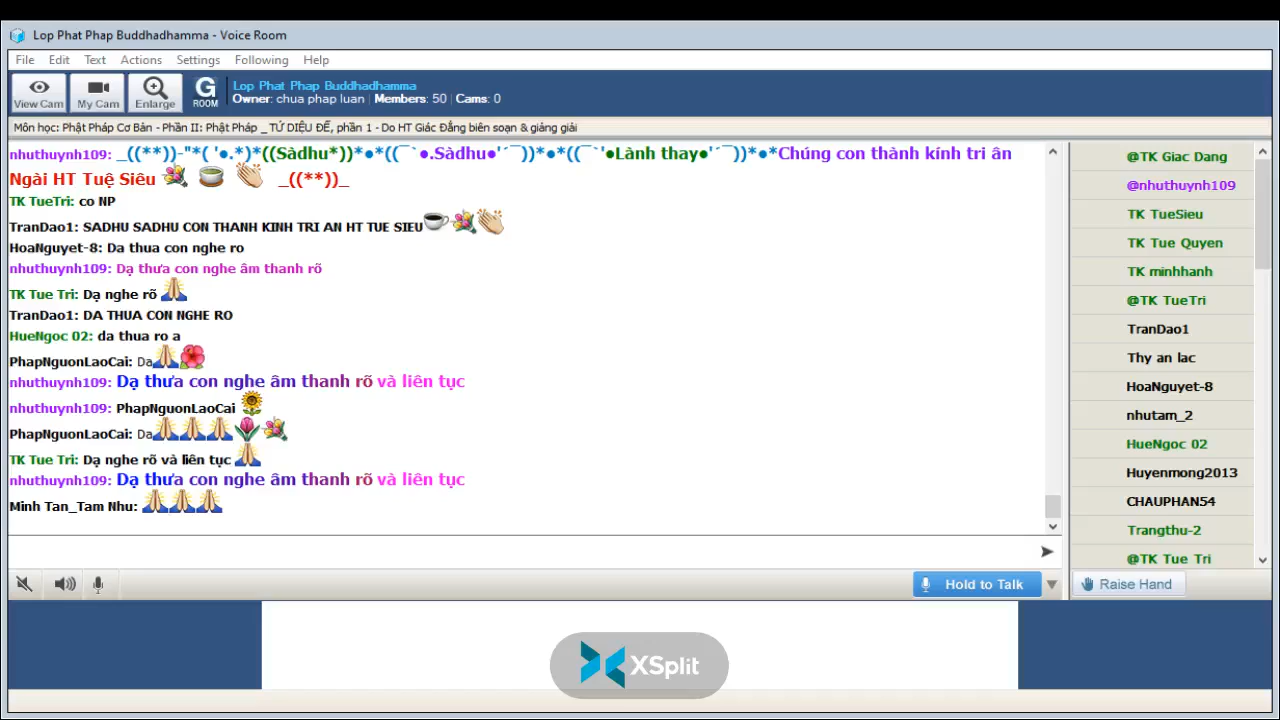 Lop Phat Phap Buddhadhamma - Voice Room
File Edit Text Actions Settings Following Help
View Cam My Cam Enlarge G ROOM
Lop Phat Phap Buddhadhamma
Owner: chua phap luan | Members: 50 | Cams: 0
Môn học: Phật Pháp Cơ Bản - Phần II: Phật Pháp _ TỨ DIỆU ĐẾ, phần 1 - Do HT Giác Đẳng biên soạn & giảng giải
nhuthuynh109: _((**))-"*( '●.*)*((Sàdhu*))*●*((¯`●.Sàdhu●'´¯))*●*((¯`'●Lành thay●'´¯))*●*Chúng con thành kính tri ân
Ngài HT Tuệ Siêu 💐 🍵 👏 _((**))_
TK TueTri: co NP
TranDao1: SADHU SADHU CON THANH KINH TRI AN HT TUE SIEU☕💐👏
HoaNguyet-8: Da thua con nghe ro
nhuthuynh109: Dạ thưa con nghe âm thanh rõ
TK Tue Tri: Dạ nghe rõ 🙏
TranDao1: DA THUA CON NGHE RO
HueNgoc 02: da thua ro a
PhapNguonLaoCai: Da🙏🌺
nhuthuynh109: Dạ thưa con nghe âm thanh rõ và liên tục
nhuthuynh109: PhapNguonLaoCai 🌻
PhapNguonLaoCai: Da🙏🙏🙏🌷💐
TK Tue Tri: Dạ nghe rõ và liên tục 🙏
nhuthuynh109: Dạ thưa con nghe âm thanh rõ và liên tục
Minh Tan_Tam Nhu: 🙏🙏🙏
@TK Giac Dang
@nhuthuynh109
TK TueSieu
TK Tue Quyen
TK minhhanh
@TK TueTri
TranDao1
Thy an lac
HoaNguyet-8
nhutam_2
HueNgoc 02
Huyenmong2013
CHAUPHAN54
Trangthu-2
@TK Tue Tri
Hold to Talk
Raise Hand
XSplit